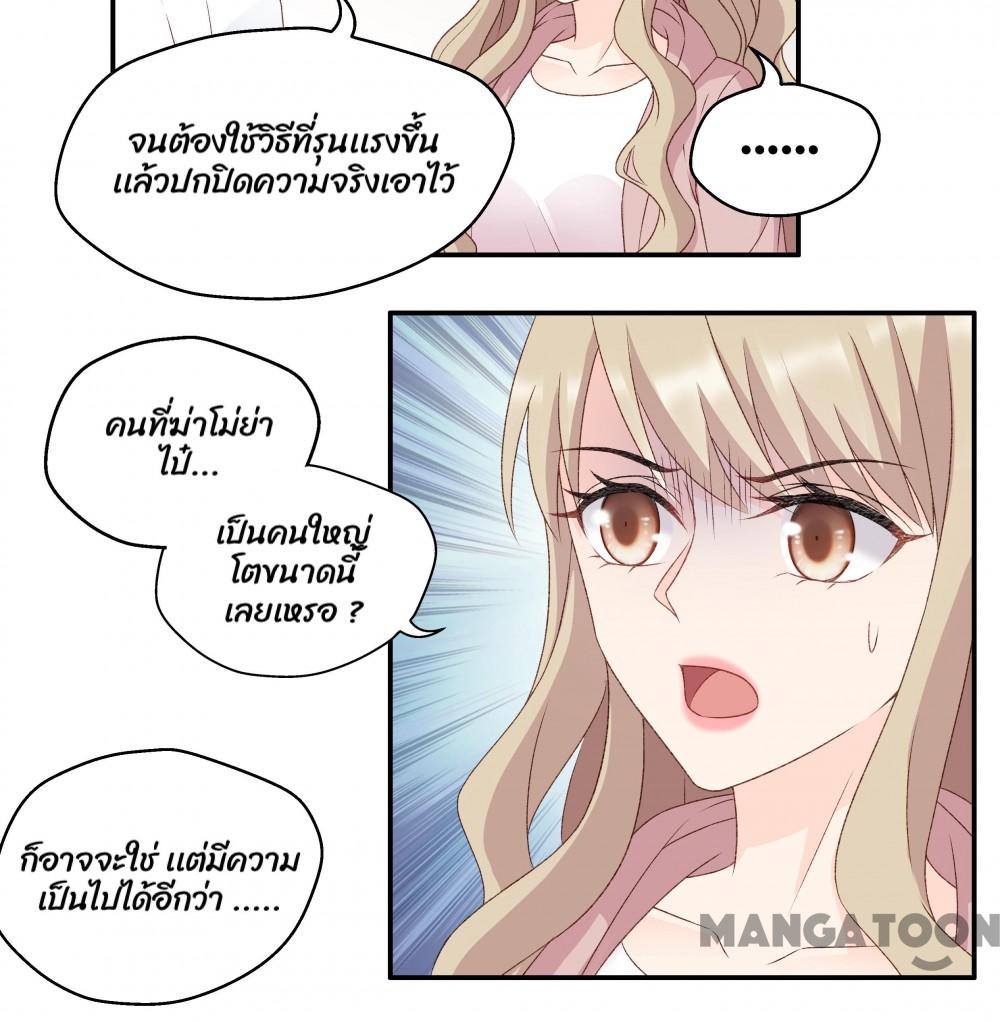 จนต้องใช้วิธีที่รุนแรงขึ้น
แล้วปกปิดความจริงเอาไว้
......
คนที่ฆ่าโม่ย่า
ไป๋...
เป็นคนใหญ่
โตขนาดนี้
เลยเหรอ ?
ก็อาจจะใช่ แต่มีความ
เป็นไปได้อีกว่า .....
MANGATOON